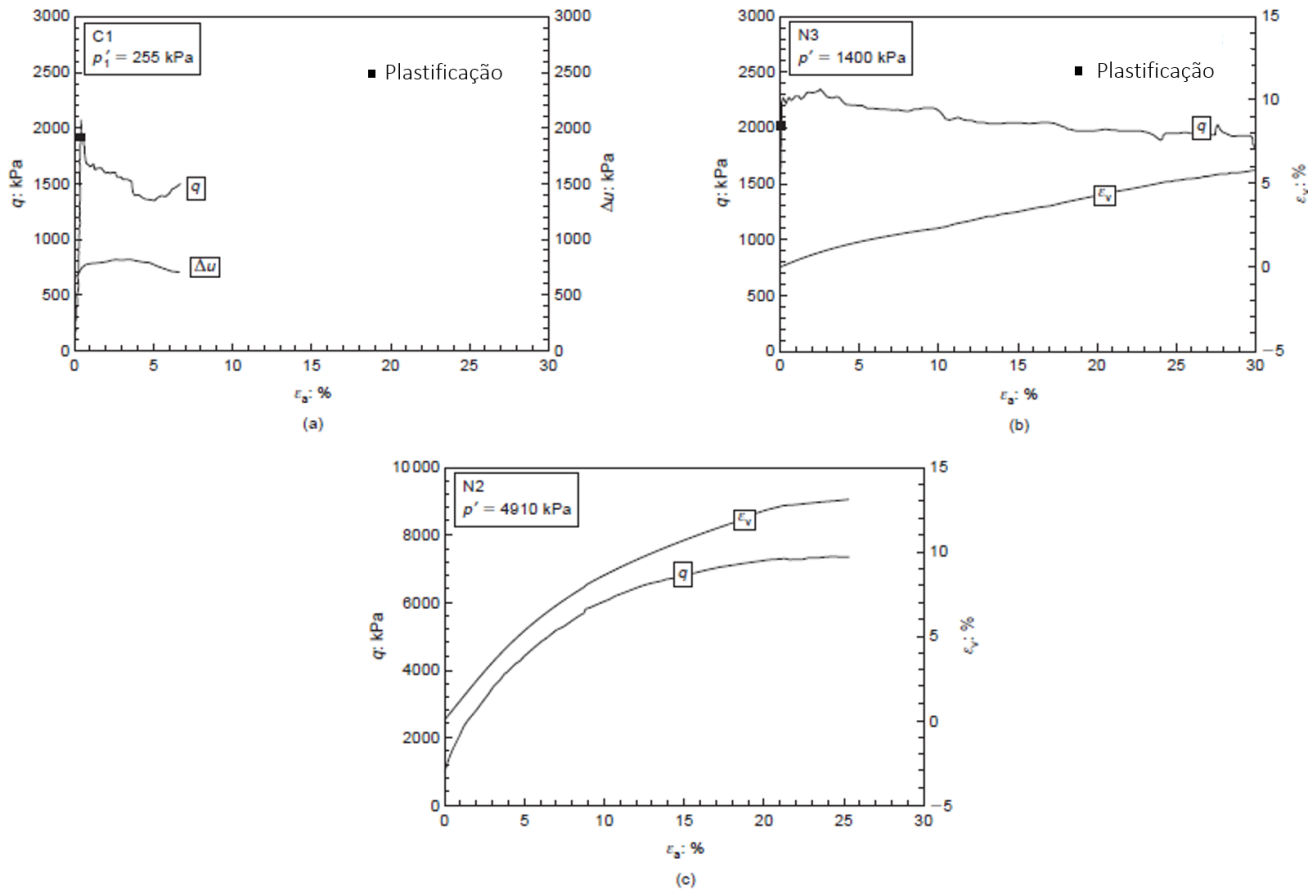 C1
p′₁ = 255 kPa
Plastificação
3000
2500
2000
1500
1000
500
0
q: kPa
3000
2500
2000
1500
1000
500
0
Δu: kPa
q
Δu
0 5 10 15 20 25 30
εa: %
(a)
N3
p′ = 1400 kPa
Plastificação
3000
2500
2000
1500
1000
500
0
q: kPa
15
10
5
0
−5
εv: %
q
εv
0 5 10 15 20 25 30
εa: %
(b)
N2
p′ = 4910 kPa
10 000
8000
6000
4000
2000
0
q: kPa
15
10
5
0
−5
εv: %
εv
q
0 5 10 15 20 25 30
εa: %
(c)